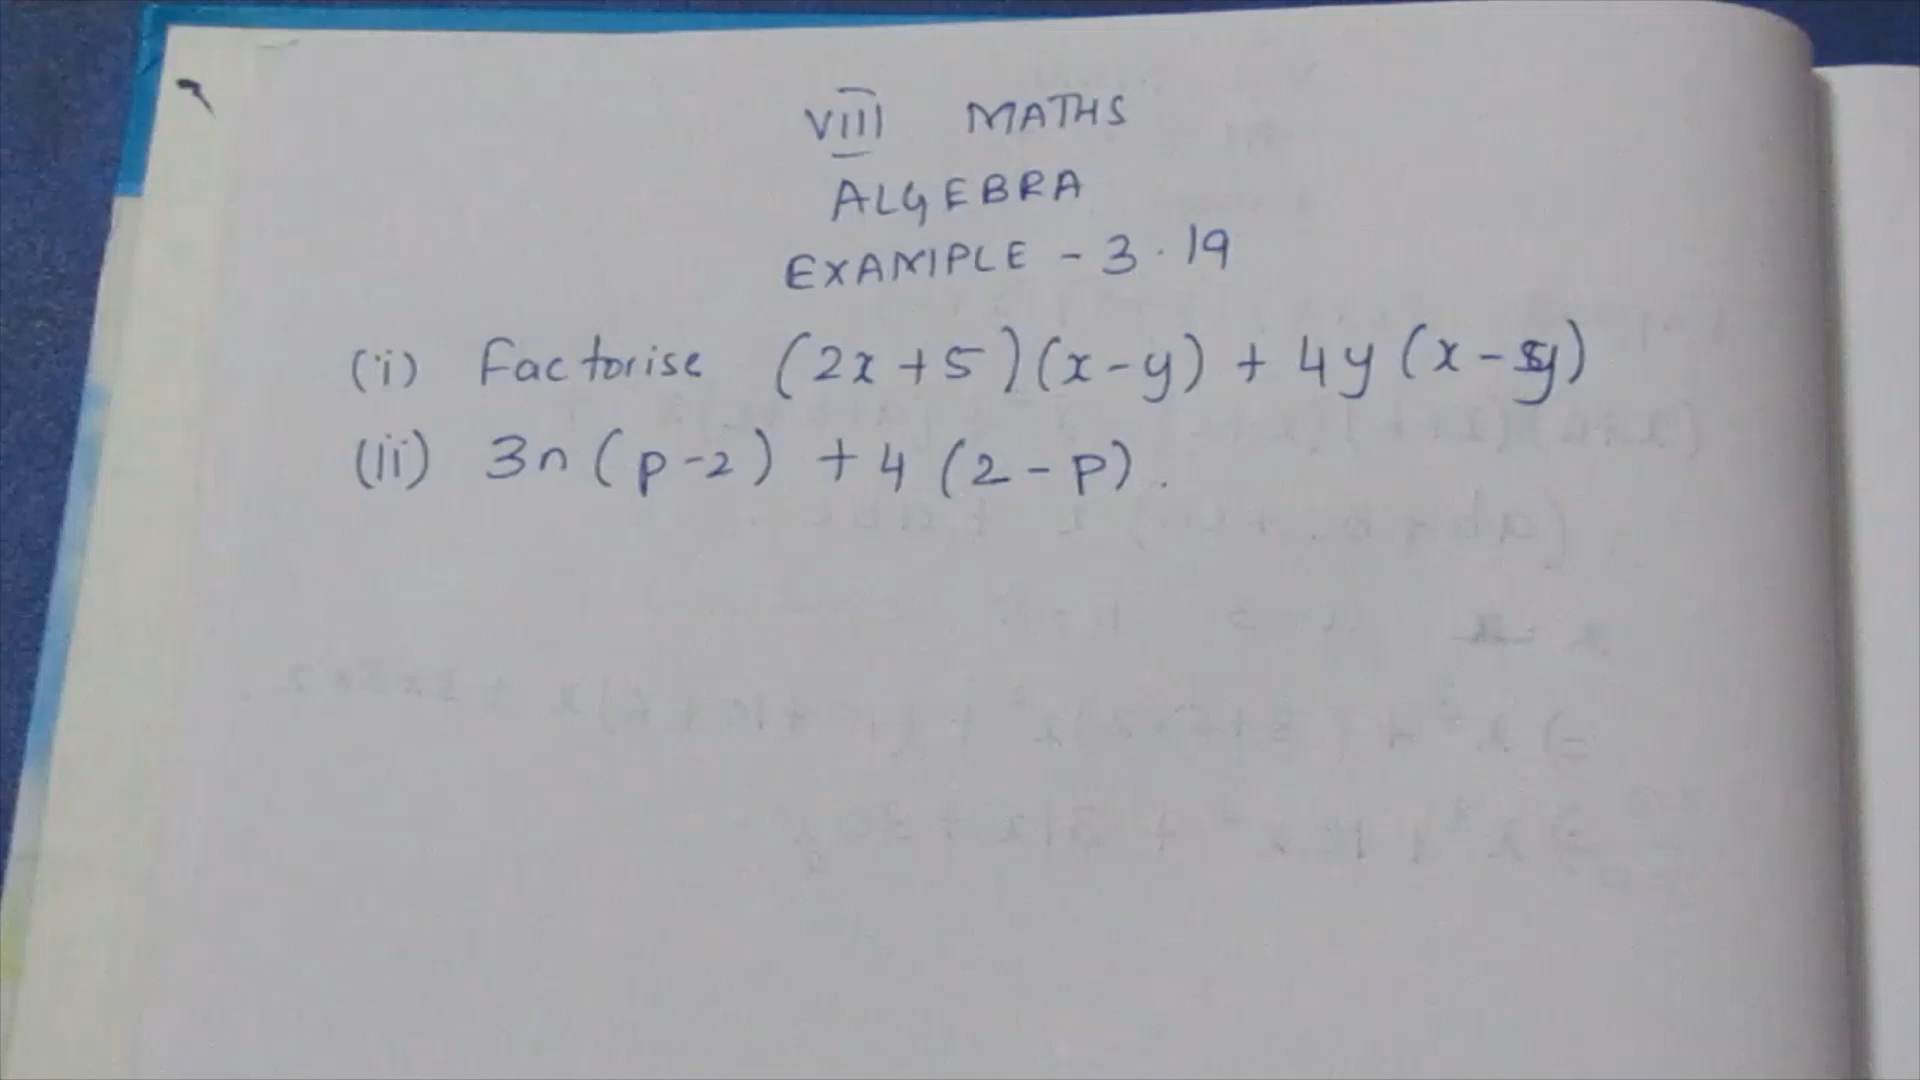 VIII MATHS
ALGEBRA
EXAMPLE - 3.19
(i) Factorise (2x+5)(x-y) + 4y(x-y)
(ii) 3n(p-2) + 4(2-p).